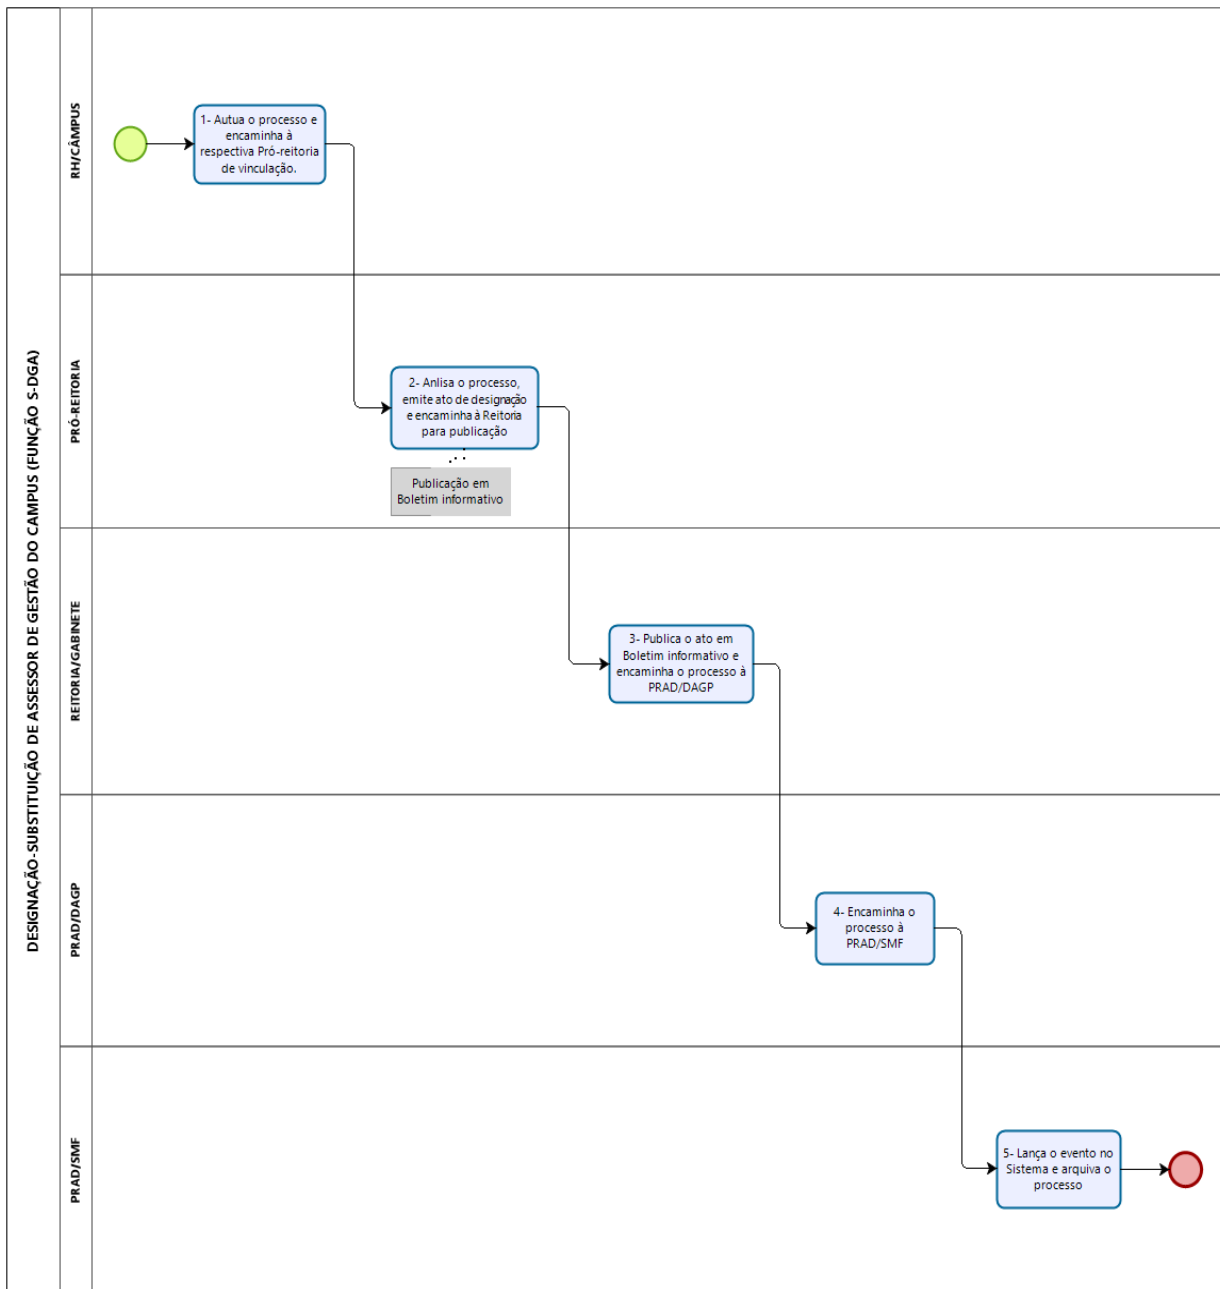 DESIGNAÇÃO-SUBSTITUIÇÃO DE ASSESSOR DE GESTÃO DO CAMPUS (FUNÇÃO S-DGA)
RH/CÂMPUS
1- Autua o processo e
encaminha à
respectiva Pró-reitoria
de vinculação.
PRÓ-REITORIA
2- Anlisa o processo,
emite ato de designação
e encaminha à Reitoria
para publicação
Publicação em
Boletim informativo
REITORIA/GABINETE
3- Publica o ato em
Boletim informativo e
encaminha o processo à
PRAD/DAGP
PRAD/DAGP
4- Encaminha o
processo à
PRAD/SMF
PRAD/SMF
5- Lança o evento no
Sistema e arquiva o
processo